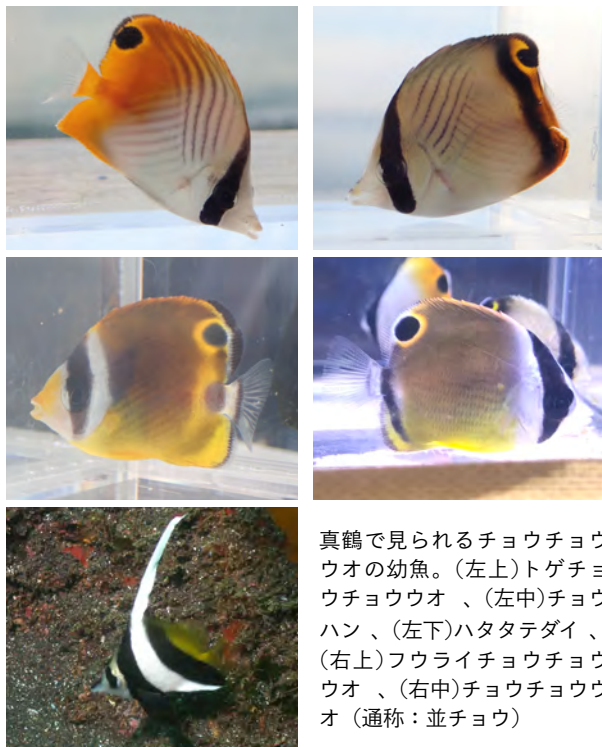 真鶴で見られるチョウチョウ
ウオの幼魚。(左上)トゲチョ
ウチョウウオ 、(左中)チョウ
ハン 、(左下)ハタタテダイ 、
(右上)フウライチョウチョウ
ウオ 、(右中)チョウチョウウ
オ（通称：並チョウ）